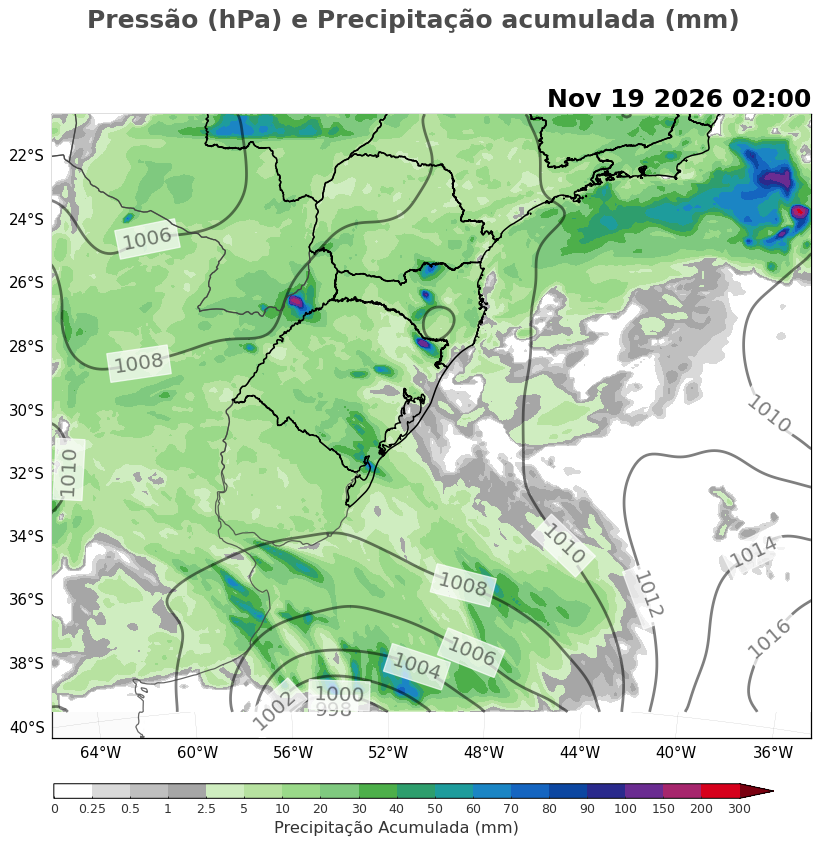 Pressão (hPa) e Precipitação acumulada (mm)
Nov 19 2026 02:00
22°S
24°S
26°S
28°S
30°S
32°S
34°S
36°S
38°S
40°S
1006
1008
1010
1010
1010
1012
1014
1016
1008
1006
1004
1002
1000
998
64°W 60°W 56°W 52°W 48°W 44°W 40°W 36°W
0 0.25 0.5 1 2.5 5 10 20 30 40 50 60 70 80 90 100 150 200 300
Precipitação Acumulada (mm)